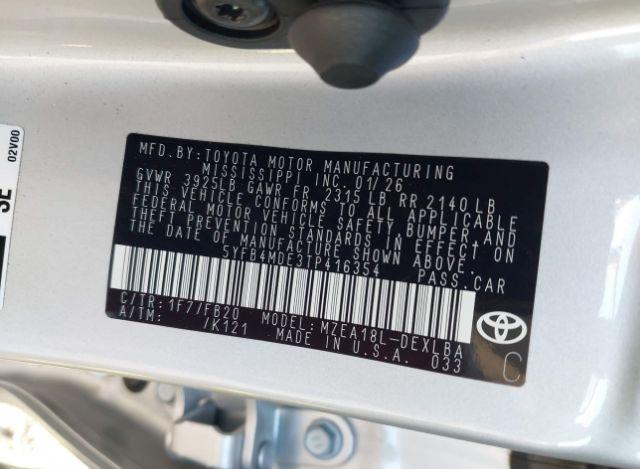 02V00
3E
MFD.BY:TOYOTA MOTOR MANUFACTURING
MISSISSIPPI, INC. 01/26
GVWR 3925LB GAWR FR 2315 LB RR 2140 LB
THIS VEHICLE CONFORMS TO ALL APPLICABLE
FEDERAL MOTOR VEHICLE SAFETY, BUMPER, AND
THEFT PREVENTION STANDARDS IN EFFECT ON
THE DATE OF MANUFACTURE SHOWN ABOVE.
5YFB4MDE3TP416354 PASS.CAR
C/TR: 1F7/FB20 MODEL: MZEA18L-DEXLBA
A/TM: /K121 MADE IN U.S.A. 033
C